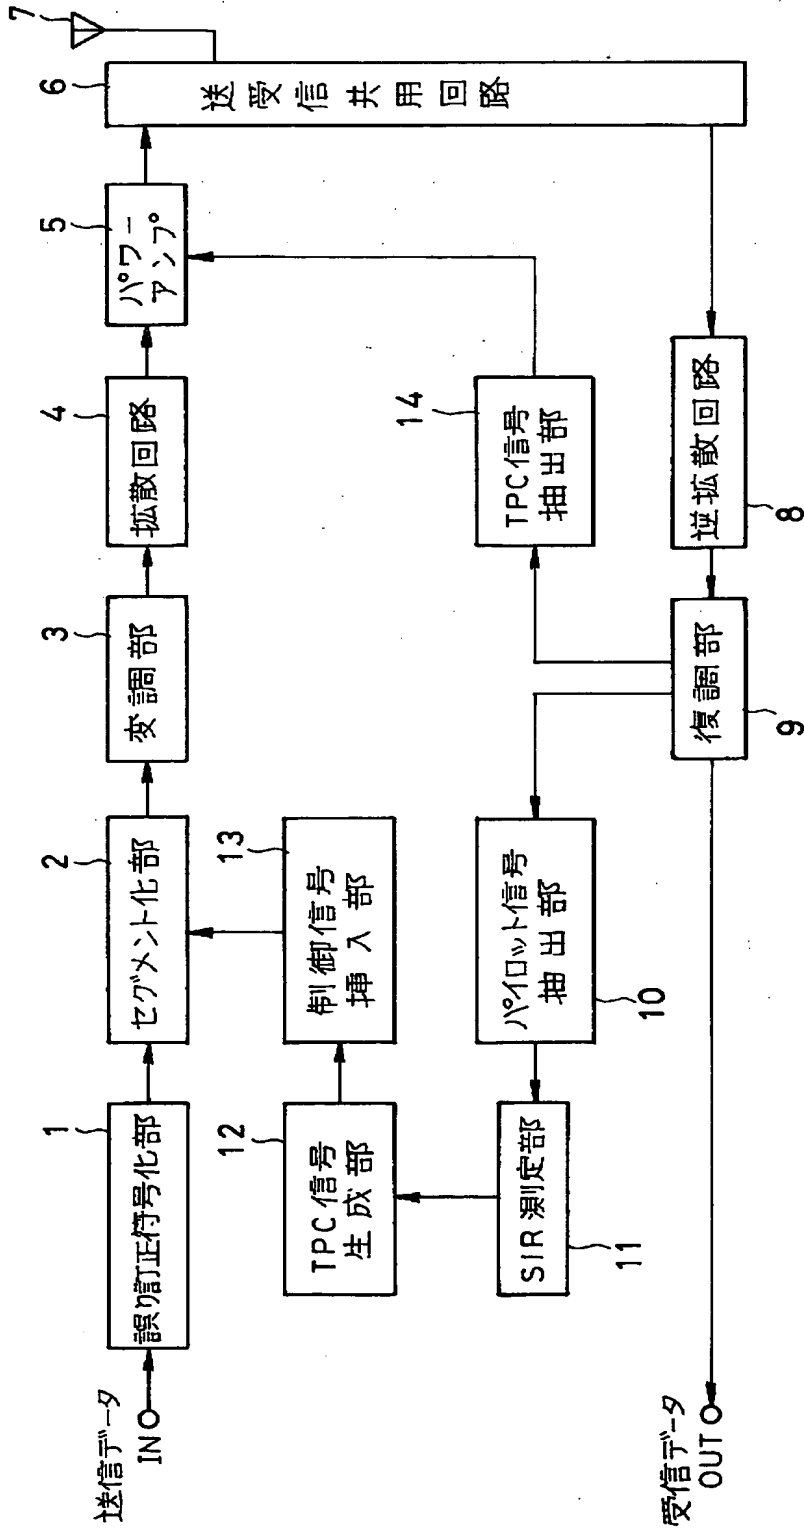 送信データ
IN
1
誤り訂正符号化部
2
セグメント化部
3
変調部
4
拡散回路
5
パワー
アンプ
6
送受信共用回路
7
12
TPC信号
生成部
13
制御信号
挿入部
11
SIR測定部
10
パイロット信号
抽出部
14
TPC信号
抽出部
受信データ
OUT
9
復調部
8
逆拡散回路